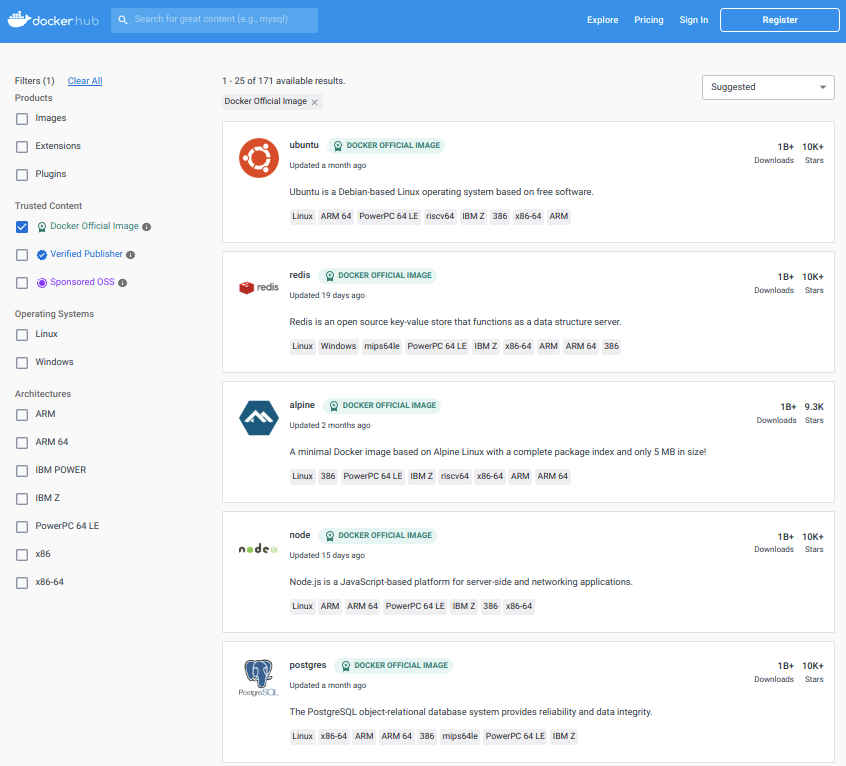 docker hub
Search for great content (e.g., mysql)
Explore Pricing Sign In Register
Filters (1) Clear All
Products
Images
Extensions
Plugins
Trusted Content
Docker Official Image
Verified Publisher
Sponsored OSS
Operating Systems
Linux
Windows
Architectures
ARM
ARM 64
IBM POWER
IBM Z
PowerPC 64 LE
x86
x86-64
1 - 25 of 171 available results.
Docker Official Image
Suggested
ubuntu DOCKER OFFICIAL IMAGE
Updated a month ago
1B+ 10K+
Downloads Stars
Ubuntu is a Debian-based Linux operating system based on free software.
Linux ARM 64 PowerPC 64 LE riscv64 IBM Z 386 x86-64 ARM
redis
redis DOCKER OFFICIAL IMAGE
Updated 19 days ago
1B+ 10K+
Downloads Stars
Redis is an open source key-value store that functions as a data structure server.
Linux Windows mips64le PowerPC 64 LE IBM Z x86-64 ARM ARM 64 386
alpine DOCKER OFFICIAL IMAGE
Updated 2 months ago
1B+ 9.3K
Downloads Stars
A minimal Docker image based on Alpine Linux with a complete package index and only 5 MB in size!
Linux 386 PowerPC 64 LE IBM Z riscv64 x86-64 ARM ARM 64
node
node DOCKER OFFICIAL IMAGE
Updated 15 days ago
1B+ 10K+
Downloads Stars
Node.js is a JavaScript-based platform for server-side and networking applications.
Linux ARM ARM 64 PowerPC 64 LE IBM Z 386 x86-64
PostgreSQL
postgres DOCKER OFFICIAL IMAGE
Updated a month ago
1B+ 10K+
Downloads Stars
The PostgreSQL object-relational database system provides reliability and data integrity.
Linux x86-64 ARM ARM 64 386 mips64le PowerPC 64 LE IBM Z